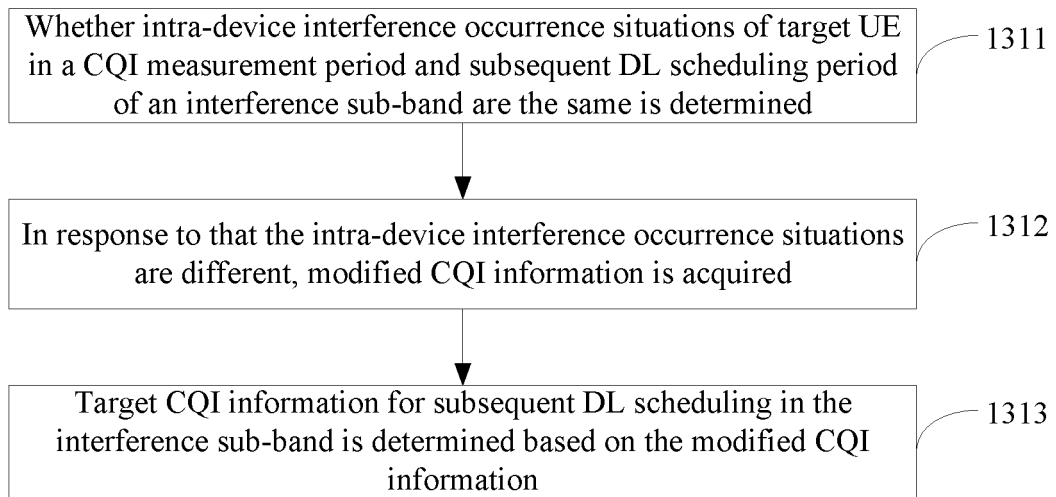 Whether intra-device interference occurrence situations of target UE
in a CQI measurement period and subsequent DL scheduling period
of an interference sub-band are the same is determined
1311
In response to that the intra-device interference occurrence situations
are different, modified CQI information is acquired
1312
Target CQI information for subsequent DL scheduling in the
interference sub-band is determined based on the modified CQI
information
1313